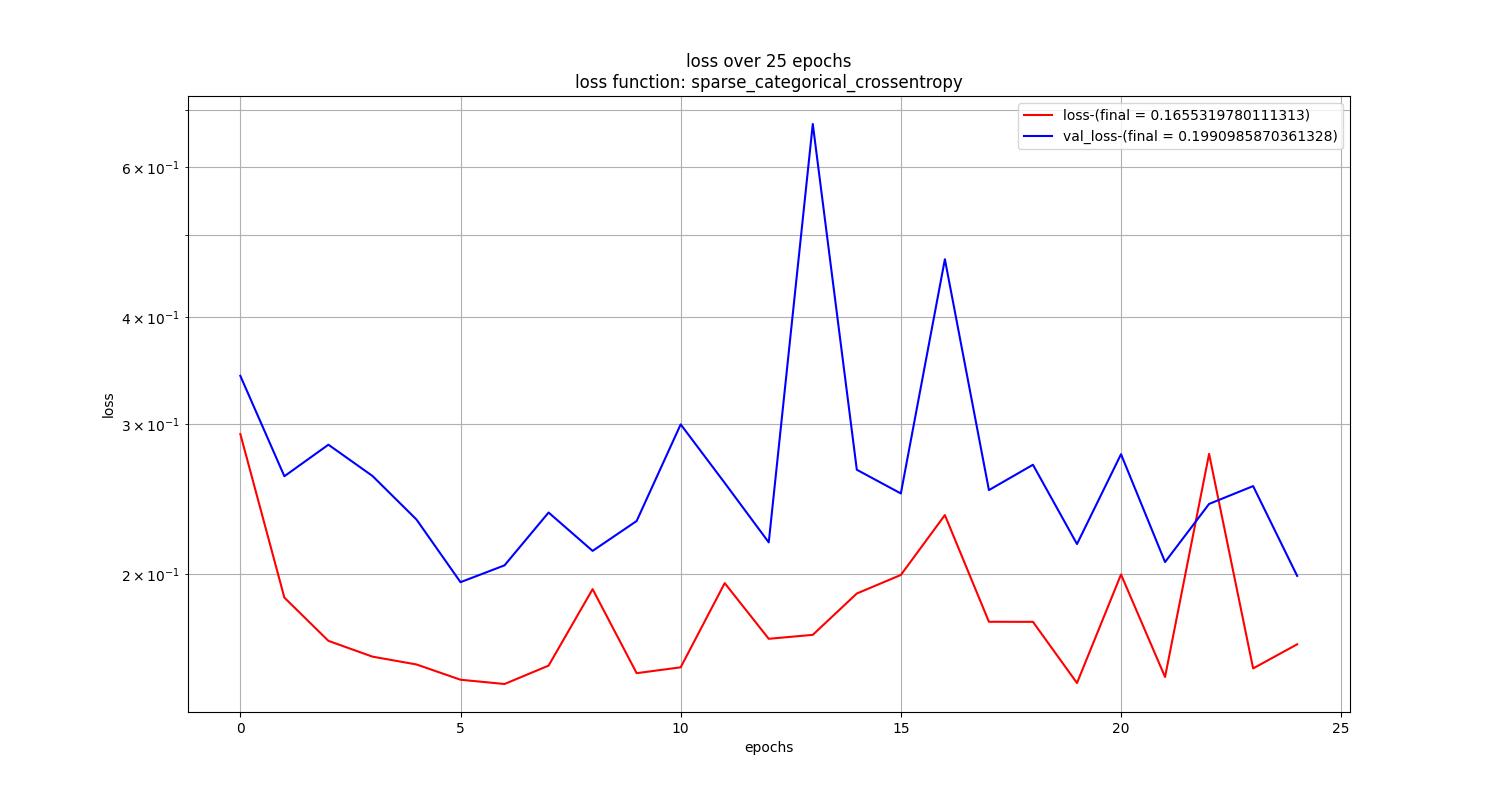 loss over 25 epochs
loss function: sparse_categorical_crossentropy
loss-(final = 0.1655319780111313)
val_loss-(final = 0.1990985870361328)
6 × 10⁻¹
4 × 10⁻¹
3 × 10⁻¹
2 × 10⁻¹
loss
0 5 10 15 20 25
epochs